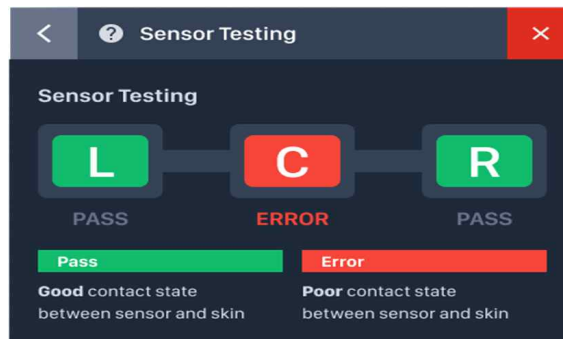 Sensor Testing
Sensor Testing
L C R
PASS ERROR PASS
Pass
Good contact state
between sensor and skin
Error
Poor contact state
between sensor and skin